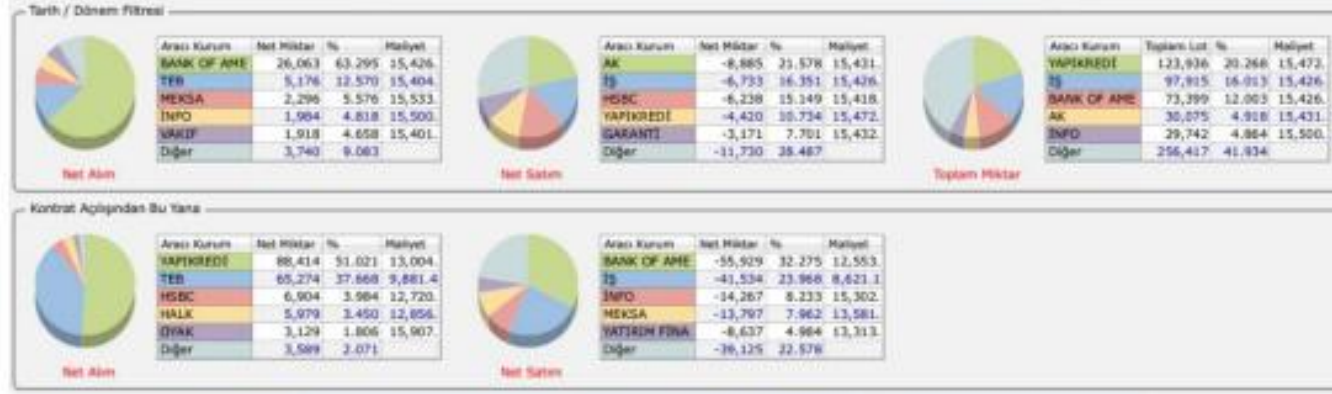 Tarih / Dönem Filtresi
Aracı Kurum Net Miktar % Maliyet
BANK OF AME 26,063 63.295 15,426.
TEB 5,176 12.570 15,404.
MEKSA 2,296 5.576 15,533.
İNFO 1,984 4.818 15,500.
VAKIF 1,918 4.658 15,401.
Diğer 3,740 9.083
Net Alım
Aracı Kurum Net Miktar % Maliyet
AK -8,885 21.578 15,431.
İŞ -6,733 16.351 15,426.
HSBC -6,238 15.149 15,418.
YAPIKREDİ -4,420 10.734 15,472.
GARANTİ -3,171 7.701 15,432.
Diğer -11,730 28.487
Net Satım
Aracı Kurum Toplam Lot % Maliyet
YAPIKREDİ 123,936 20.268 15,472.
İŞ 97,915 16.013 15,426.
BANK OF AME 73,399 12.003 15,426.
AK 30,075 4.918 15,431.
İNFO 29,742 4.864 15,500.
Diğer 256,417 41.934
Toplam Miktar
Kontrat Açılışından Bu Yana
Aracı Kurum Net Miktar % Maliyet
YAPIKREDİ 88,414 51.021 13,004.
TEB 65,274 37.668 9,881.4
HSBC 6,904 3.984 12,720.
HALK 5,979 3.450 12,856.
OYAK 3,129 1.806 15,907.
Diğer 3,589 2.071
Net Alım
Aracı Kurum Net Miktar % Maliyet
BANK OF AME -55,929 32.275 12,553.
İŞ -41,534 23.968 8,621.1
İNFO -14,267 8.233 15,302.
MEKSA -13,797 7.962 13,581.
YATIRIM FİNA -8,637 4.984 13,313.
Diğer -39,125 22.578
Net Satım